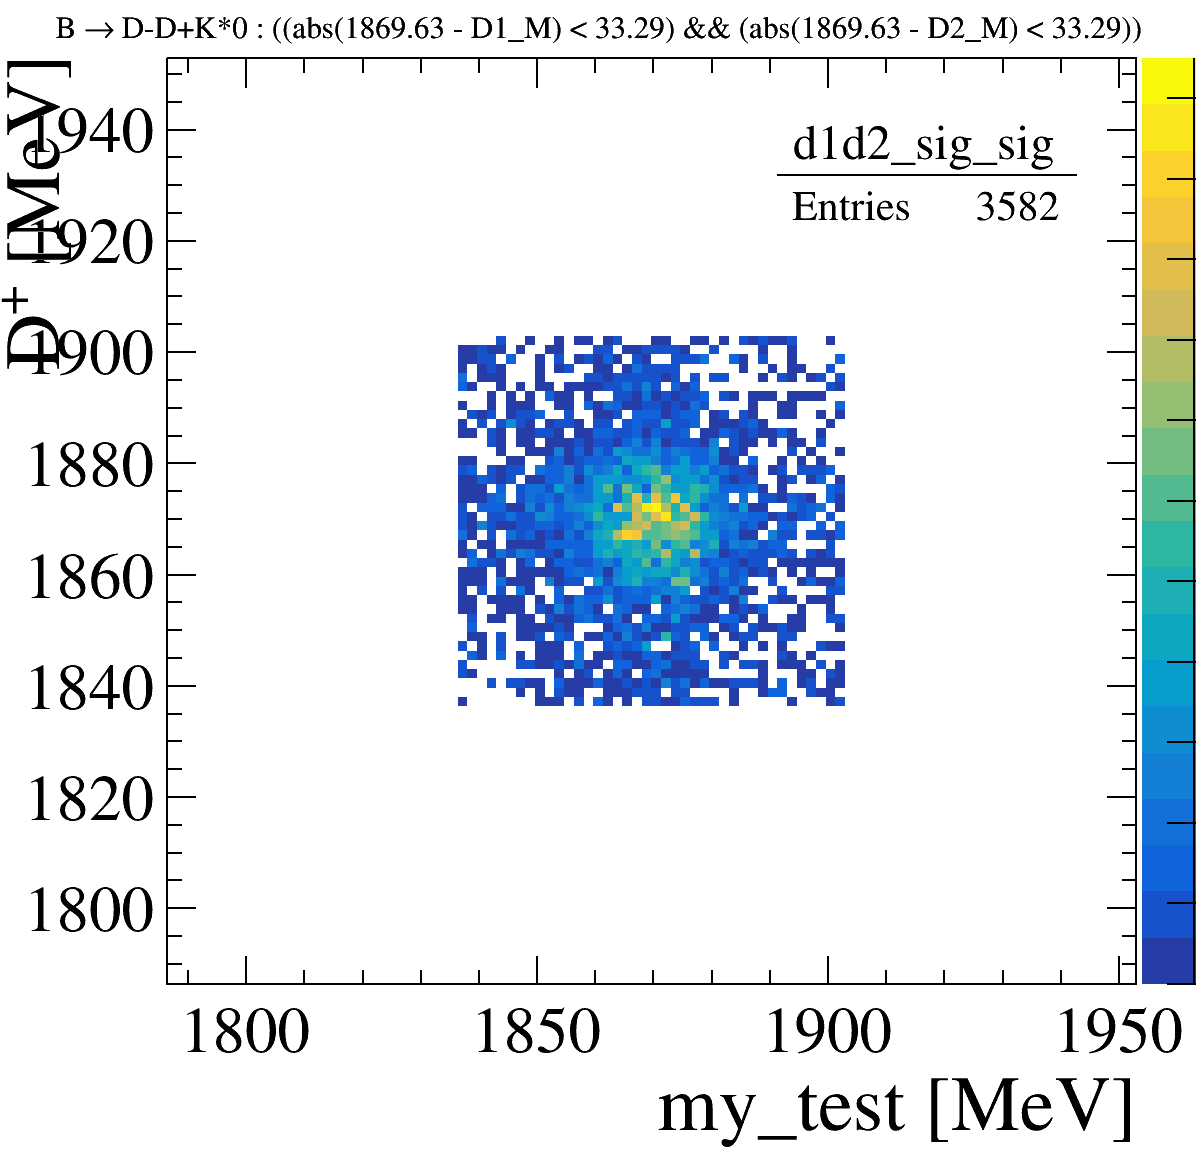 B → D-D+K*0 : ((abs(1869.63 - D1_M) < 33.29) && (abs(1869.63 - D2_M) < 33.29))
D⁺ [MeV]
d1d2_sig_sig
Entries 3582
1940
1920
1900
1880
1860
1840
1820
1800
1800 1850 1900 1950
my_test [MeV]